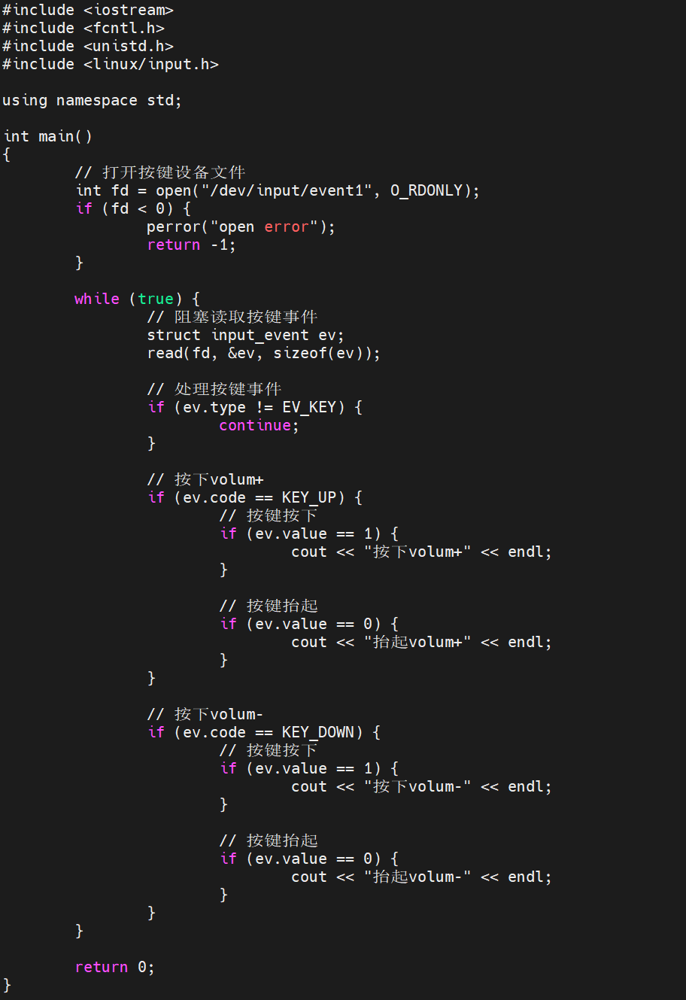 #include <iostream>
#include <fcntl.h>
#include <unistd.h>
#include <linux/input.h>

using namespace std;

int main()
{
        // 打开按键设备文件
        int fd = open("/dev/input/event1", O_RDONLY);
        if (fd < 0) {
                perror("open error");
                return -1;
        }

        while (true) {
                // 阻塞读取按键事件
                struct input_event ev;
                read(fd, &ev, sizeof(ev));

                // 处理按键事件
                if (ev.type != EV_KEY) {
                        continue;
                }

                // 按下volum+
                if (ev.code == KEY_UP) {
                        // 按键按下
                        if (ev.value == 1) {
                                cout << "按下volum+" << endl;
                        }

                        // 按键抬起
                        if (ev.value == 0) {
                                cout << "抬起volum+" << endl;
                        }
                }

                // 按下volum-
                if (ev.code == KEY_DOWN) {
                        // 按键按下
                        if (ev.value == 1) {
                                cout << "按下volum-" << endl;
                        }

                        // 按键抬起
                        if (ev.value == 0) {
                                cout << "抬起volum-" << endl;
                        }
                }
        }

        return 0;
}